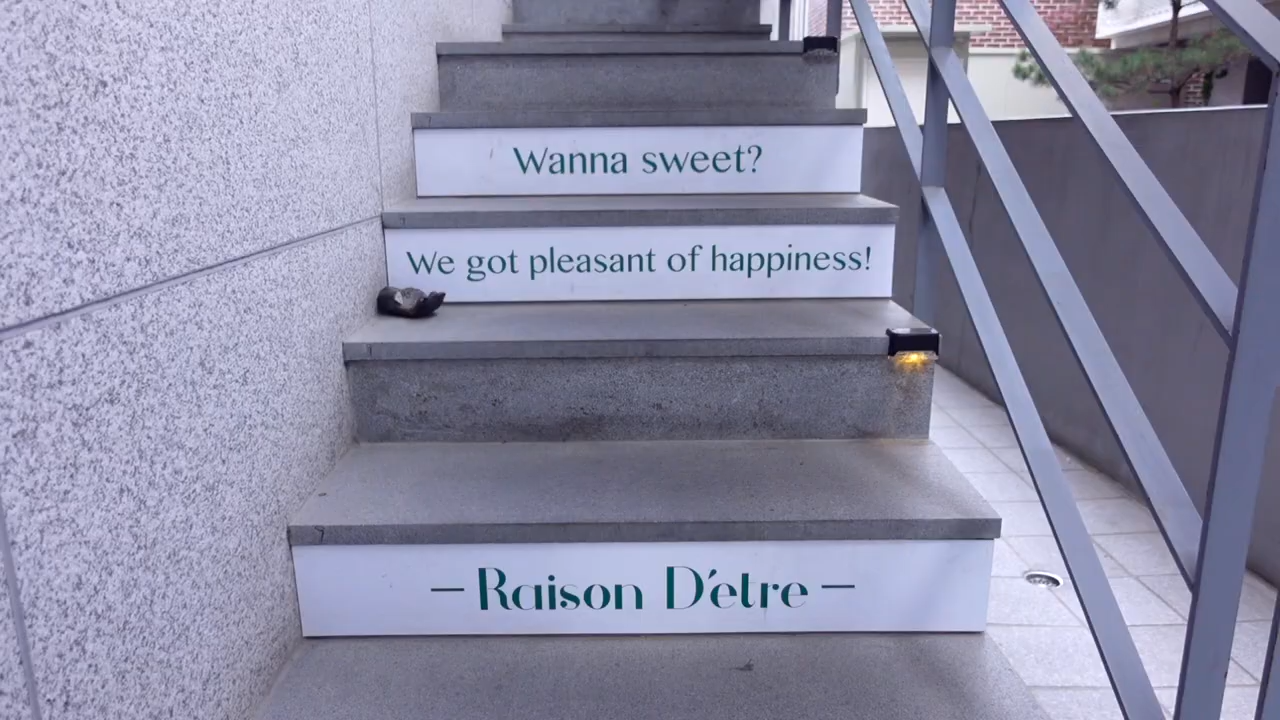 Wanna sweet?
We got pleasant of happiness!
— Raison D'etre —